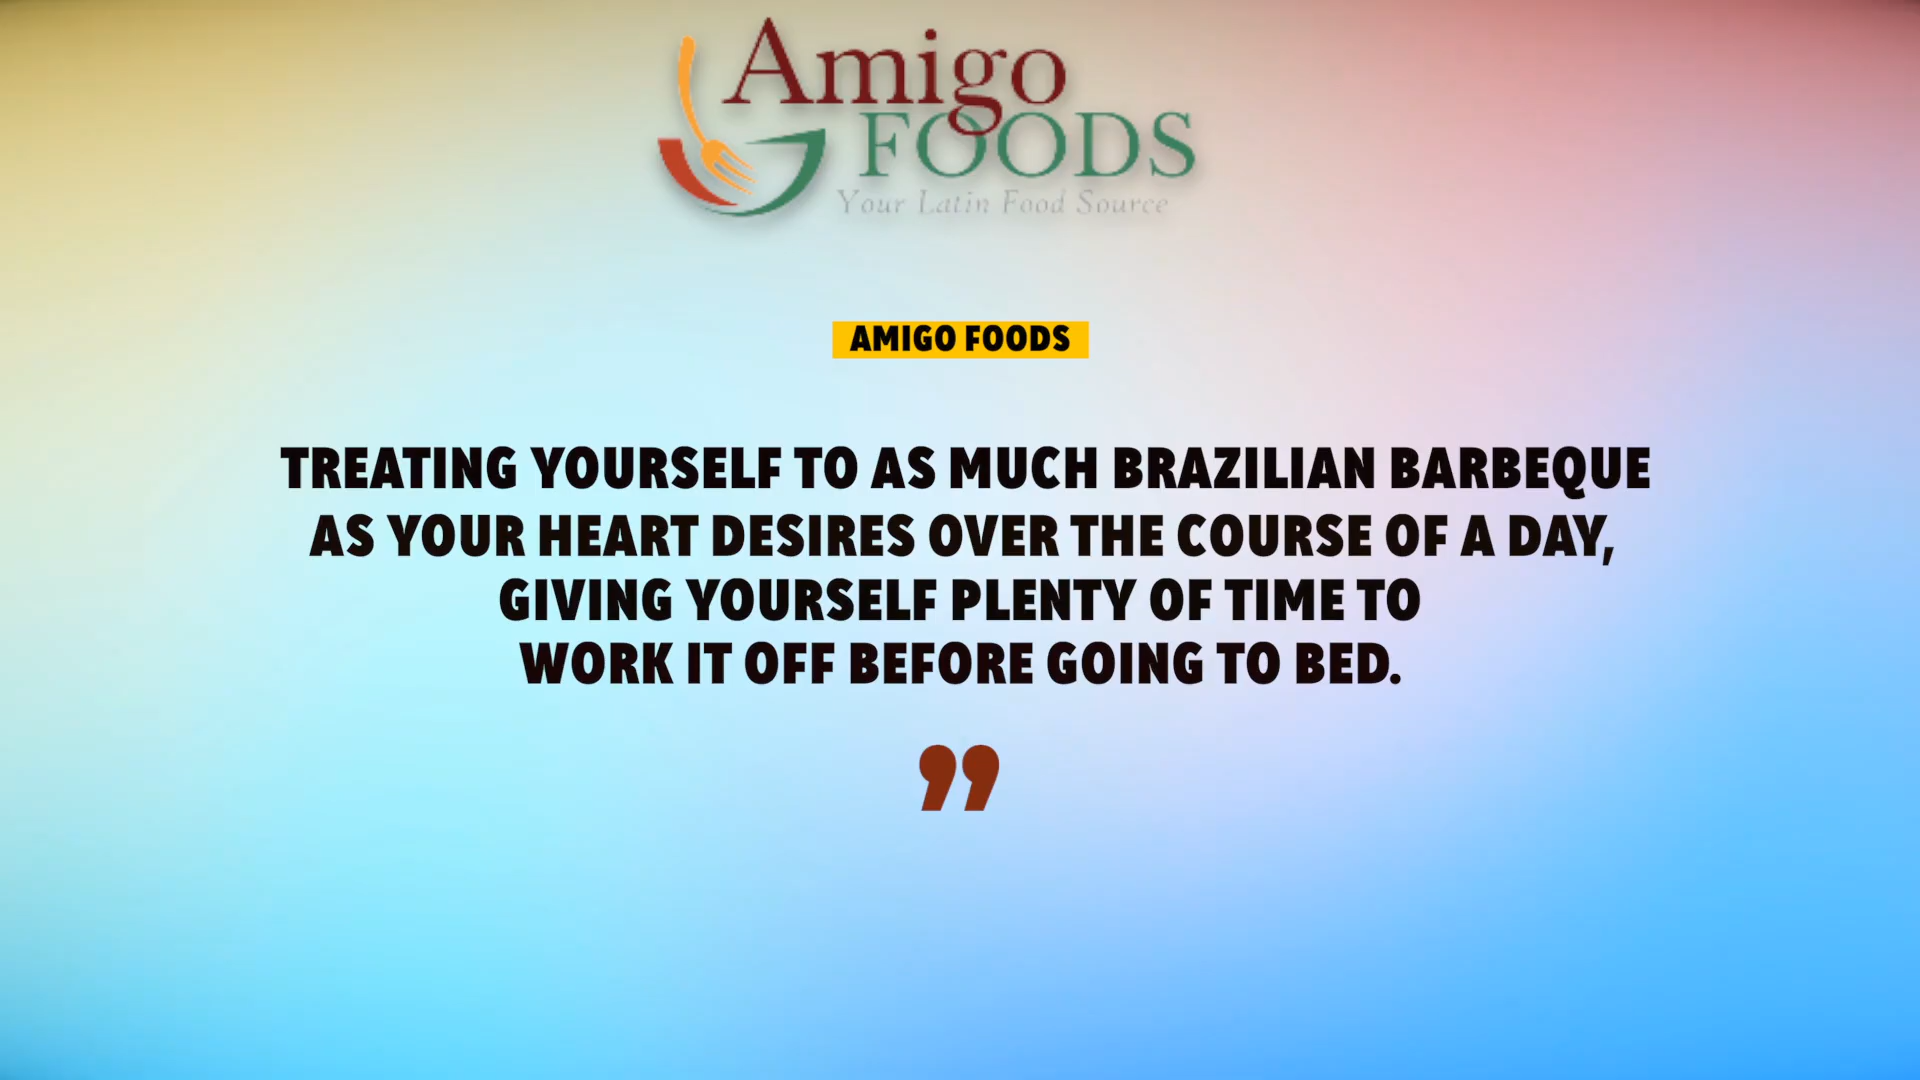 Amigo
FOODS
Your Latin Food Source
AMIGO FOODS
TREATING YOURSELF TO AS MUCH BRAZILIAN BARBEQUE
AS YOUR HEART DESIRES OVER THE COURSE OF A DAY,
GIVING YOURSELF PLENTY OF TIME TO
WORK IT OFF BEFORE GOING TO BED.
”